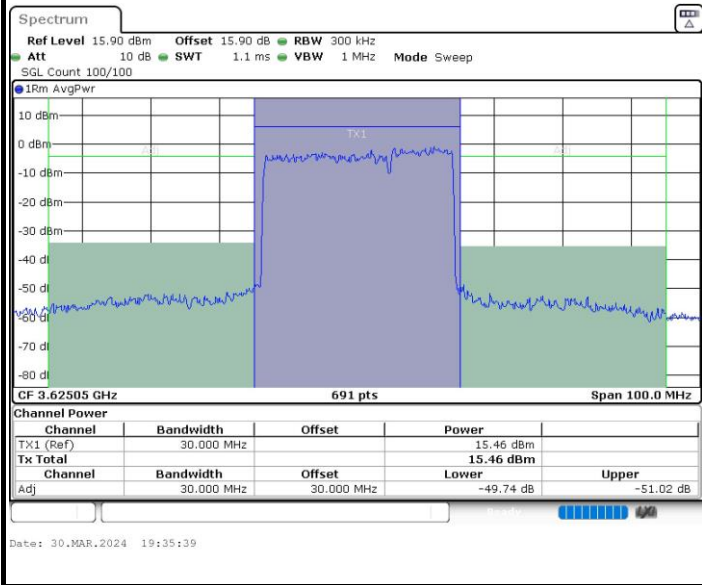 Spectrum
Ref Level 15.90 dBm Offset 15.90 dB RBW 300 kHz
Att 10 dB SWT 1.1 ms VBW 1 MHz Mode Sweep
SGL Count 100/100
1Rm AvgPwr
10 dBm
TX1
0 dBm
Adj Adj
-10 dBm
-20 dBm
-30 dBm
-40 d
-50 d
-60 d
-70 d
-80 d
CF 3.62505 GHz 691 pts Span 100.0 MHz
Channel Power
Channel Bandwidth Offset Power
TX1 (Ref) 30.000 MHz 15.46 dBm
Tx Total 15.46 dBm
Channel Bandwidth Offset Lower Upper
Adj 30.000 MHz 30.000 MHz -49.74 dB -51.02 dB
Ready
Date: 30.MAR.2024 19:35:39